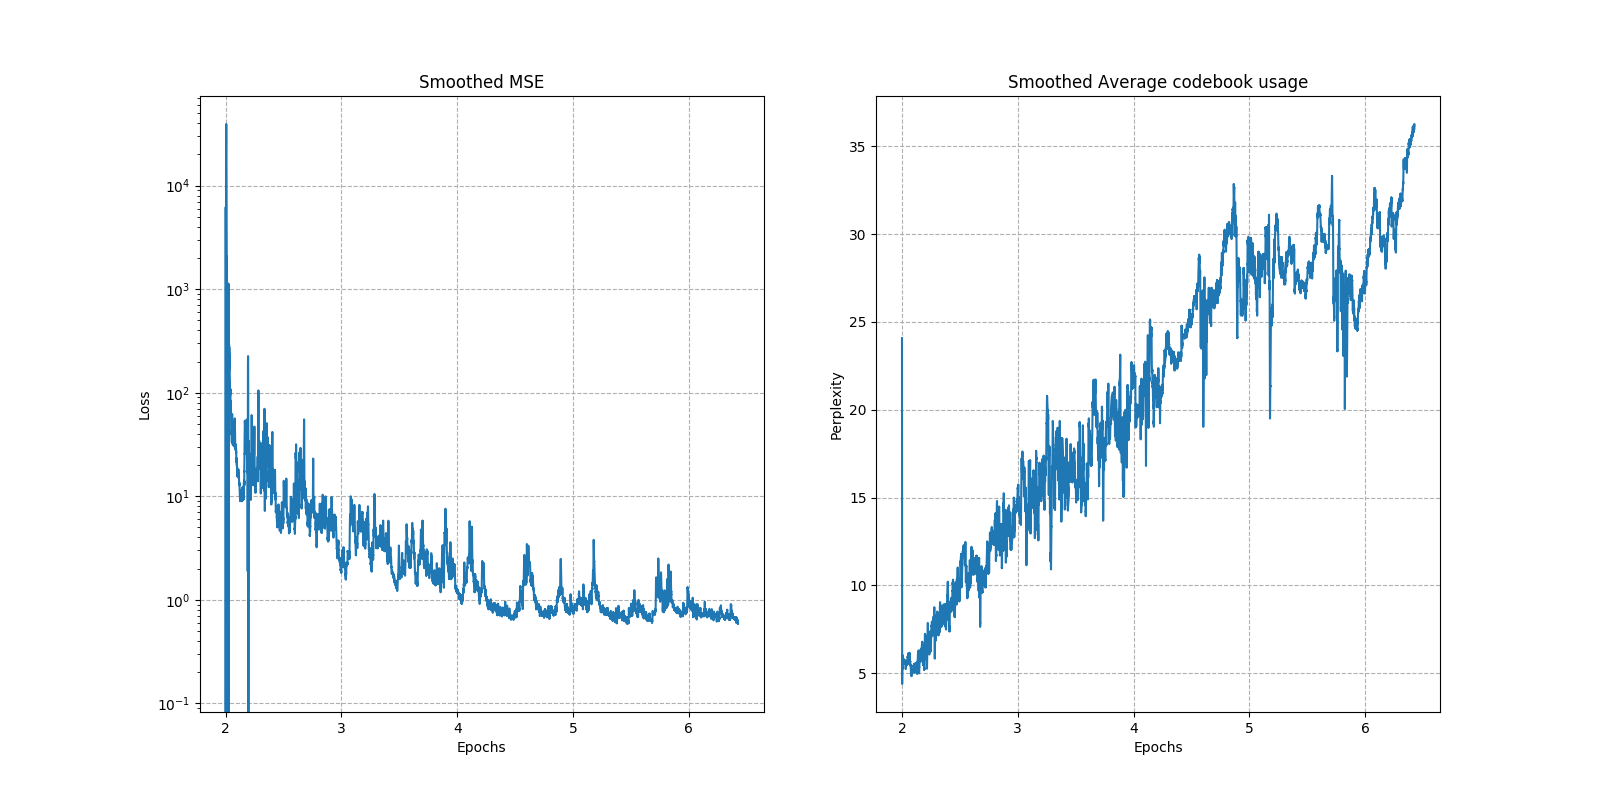 Smoothed MSE
Loss
10^4
10^3
10^2
10^1
10^0
10^−1
2 3 4 5 6
Epochs
Smoothed Average codebook usage
Perplexity
35
30
25
20
15
10
5
2 3 4 5 6
Epochs